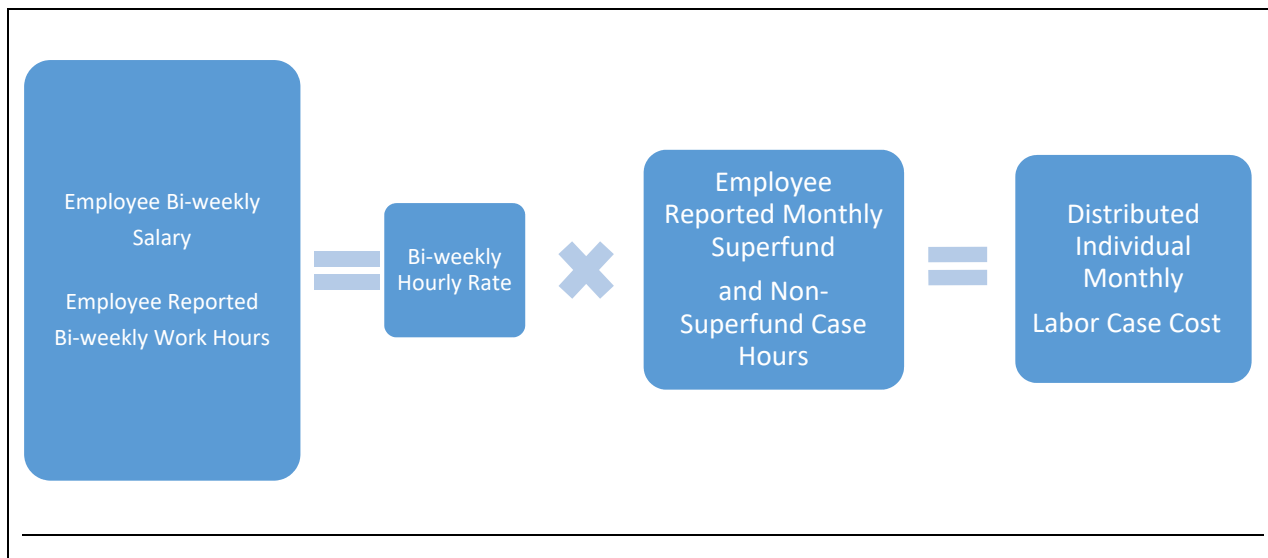 Employee Bi-weekly
Salary
Employee Reported
Bi-weekly Work Hours
Bi-weekly
Hourly Rate
Employee
Reported Monthly
Superfund
and Non-
Superfund Case
Hours
Distributed
Individual
Monthly
Labor Case Cost